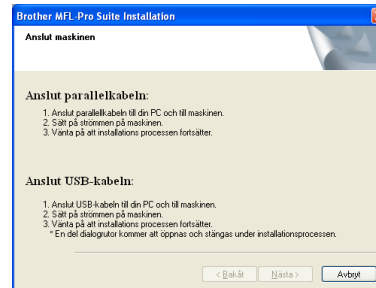 Brother MFL-Pro Suite Installation
Anslut maskinen
Anslut parallelkabeln:
1. Anslut parallelkabeln till din PC och till maskinen.
2. Sätt på strömmen på maskinen.
3. Vänta på att installations processen fortsätter.
Anslut USB-kabeln:
1. Anslut USB-kabeln till din PC och till maskinen.
2. Sätt på strömmen på maskinen.
3. Vänta på att installations processen fortsätter.
* En del dialogrutor kommer att öppnas och stängas under installationsprocessen.
< Bakåt Nästa > Avbryt